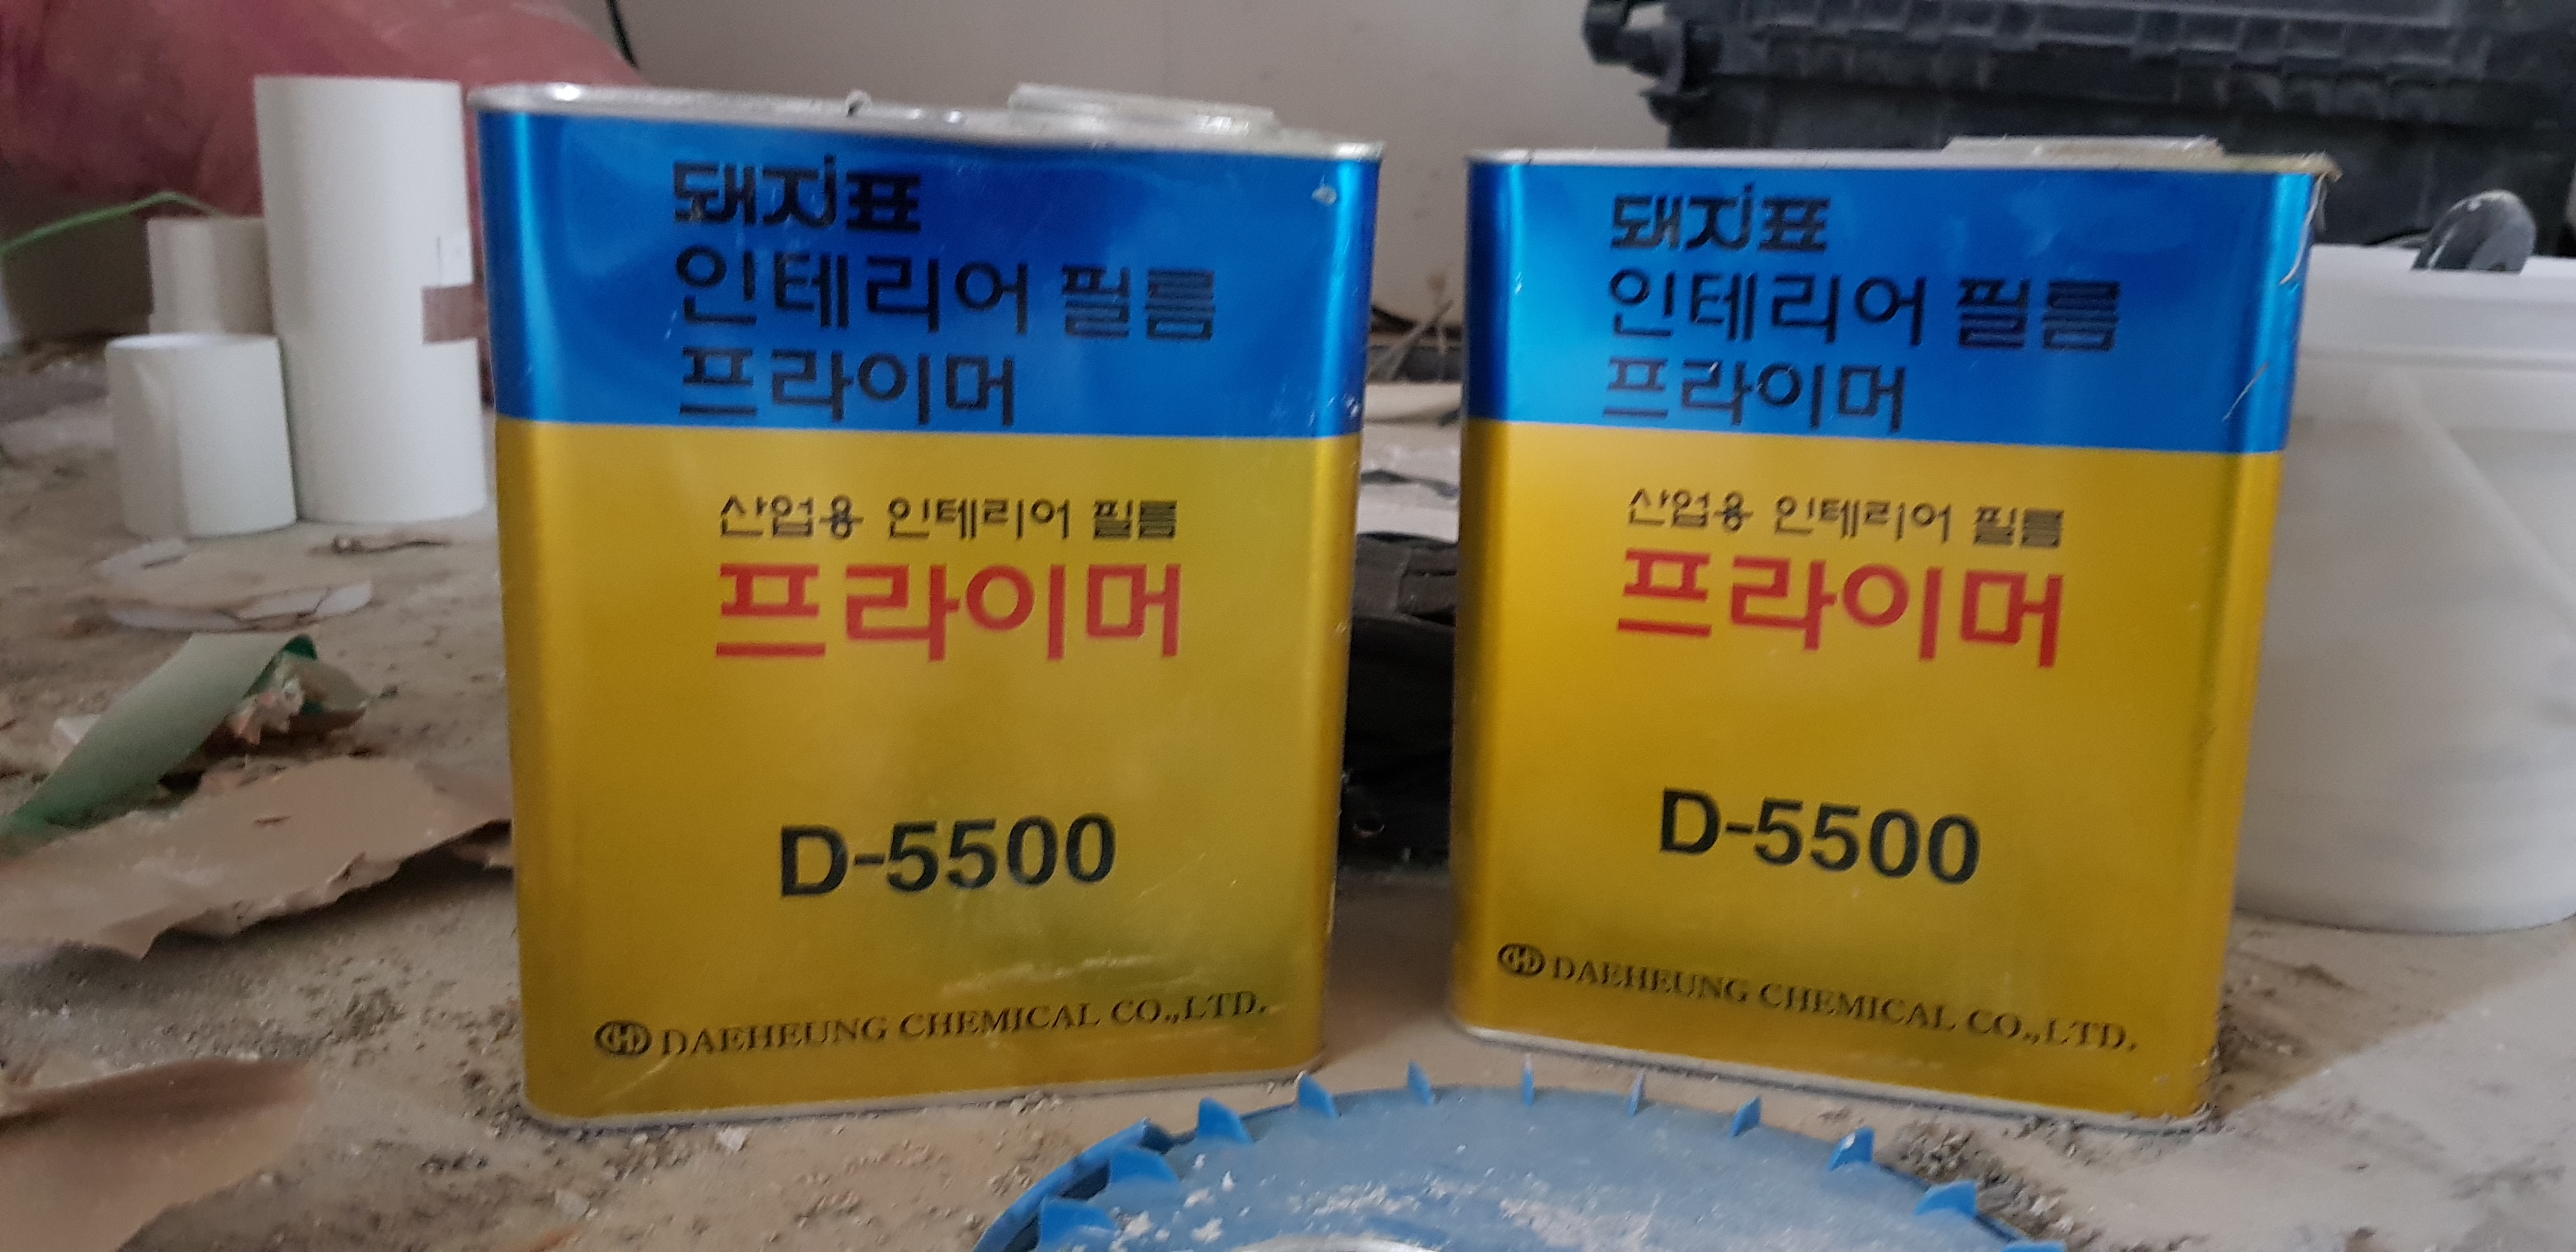 돼지표
인테리어 필름
프라이머
산업용 인테리어 필름
프라이머
D-5500
DAEHEUNG CHEMICAL CO.,LTD.
돼지표
인테리어 필름
프라이머
산업용 인테리어 필름
프라이머
D-5500
DAEHEUNG CHEMICAL CO.,LTD.